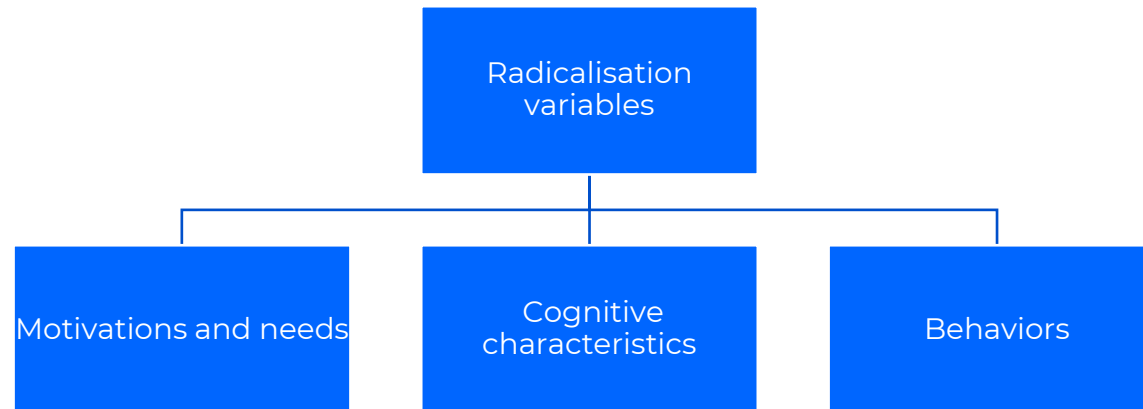 Radicalisation
variables
Motivations and needs
Cognitive
characteristics
Behaviors